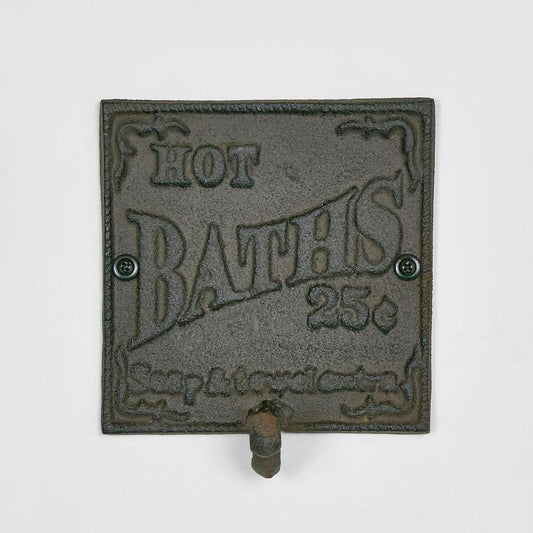 HOT
BATHS
25¢
Soap & towel extra